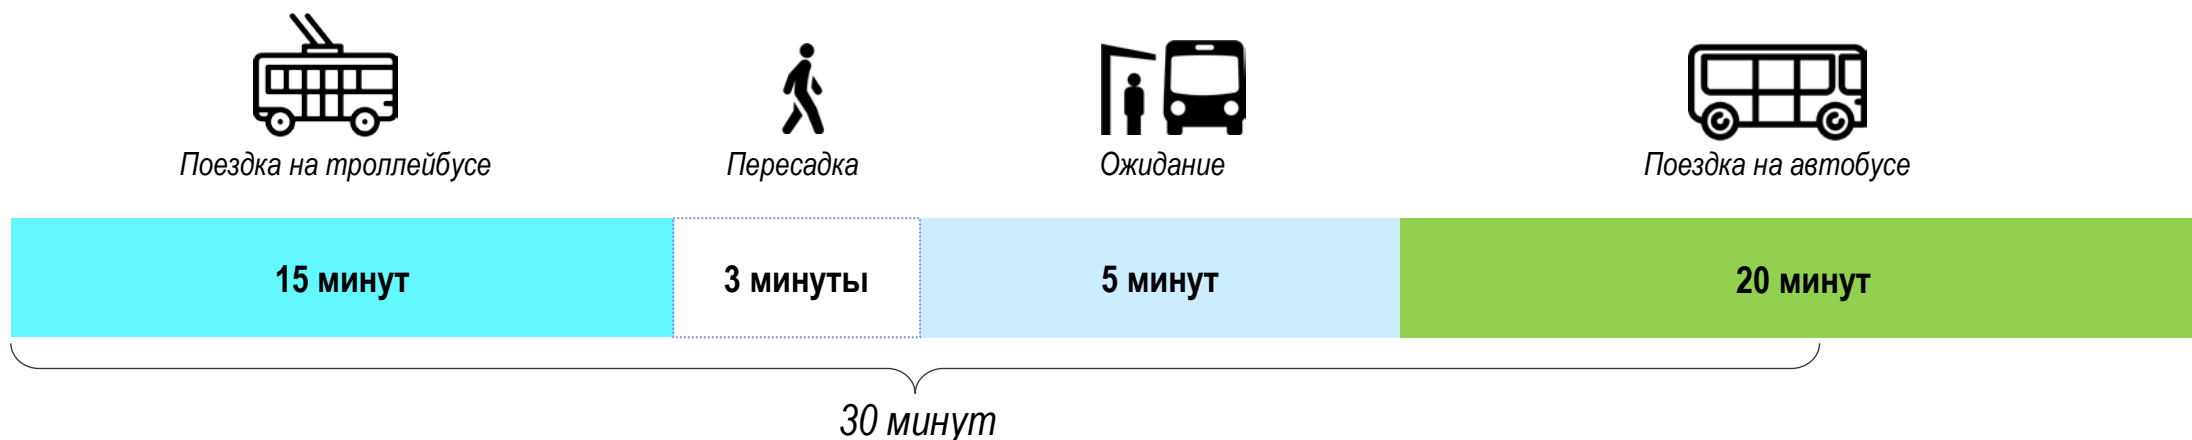 Поездка на троллейбусе
Пересадка
Ожидание
Поездка на автобусе
15 минут
3 минуты
5 минут
20 минут
30 минут